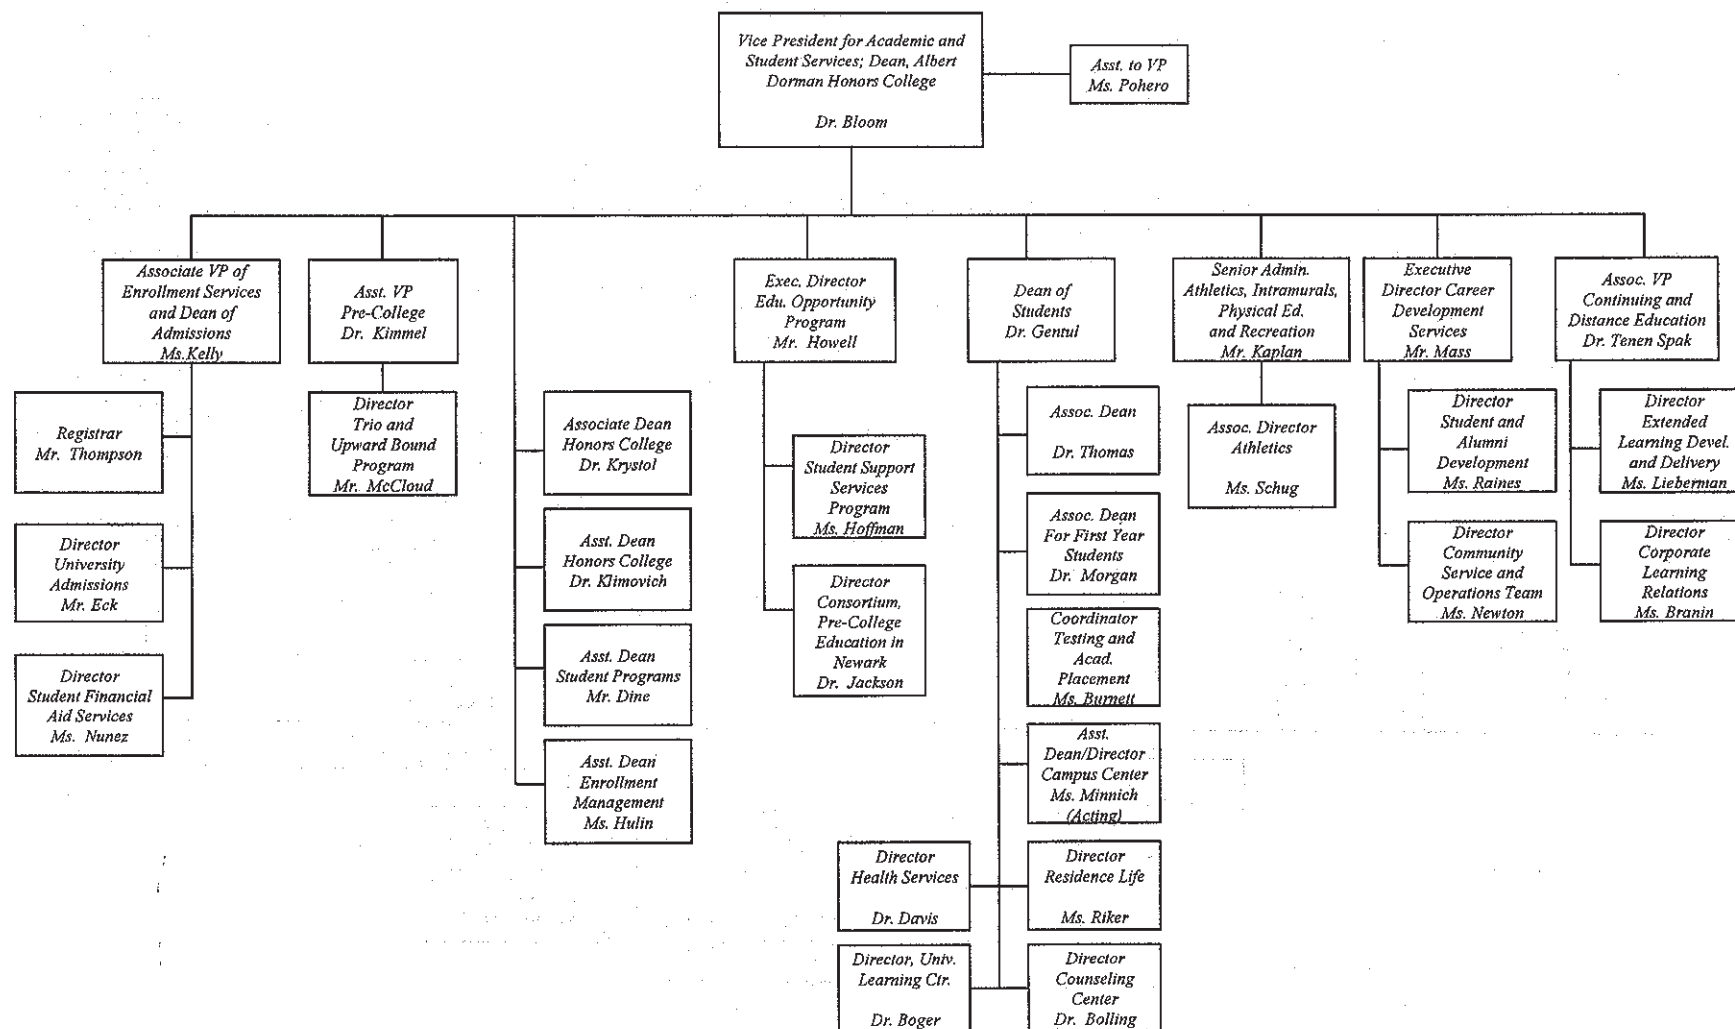 Vice President for Academic and
Student Services; Dean, Albert
Dorman Honors College
Dr. Bloom
Asst. to VP
Ms. Pohero
Associate VP of
Enrollment Services
and Dean of
Admissions
Ms.Kelly
Asst. VP
Pre-College
Dr. Kimmel
Exec. Director
Edu. Opportunity
Program
Mr. Howell
Dean of
Students
Dr. Gentul
Senior Admin.
Athletics, Intramurals,
Physical Ed.
and Recreation
Mr. Kaplan
Executive
Director Career
Development
Services
Mr. Mass
Assoc. VP
Continuing and
Distance Education
Dr. Tenen Spak
Registrar
Mr. Thompson
Director
University
Admissions
Mr. Eck
Director
Student Financial
Aid Services
Ms. Nunez
Director
Trio and
Upward Bound
Program
Mr. McCloud
Associate Dean
Honors College
Dr. Krystol
Asst. Dean
Honors College
Dr. Klimovich
Asst. Dean
Student Programs
Mr. Dine
Asst. Dean
Enrollment
Management
Ms. Hulin
Director
Student Support
Services
Program
Ms. Hoffman
Director
Consortium,
Pre-College
Education in
Newark
Dr. Jackson
Assoc. Dean
Dr. Thomas
Assoc. Dean
For First Year
Students
Dr. Morgan
Coordinator
Testing and
Acad.
Placement
Ms. Burnett
Asst.
Dean/Director
Campus Center
Ms. Minnich
(Acting)
Director
Health Services
Dr. Davis
Director
Residence Life
Ms. Riker
Director, Univ.
Learning Ctr.
Dr. Boger
Director
Counseling
Center
Dr. Bolling
Assoc. Director
Athletics
Ms. Schug
Director
Student and
Alumni
Development
Ms. Raines
Director
Community
Service and
Operations Team
Ms. Newton
Director
Extended
Learning Devel.
and Delivery
Ms. Lieberman
Director
Corporate
Learning
Relations
Ms. Branin